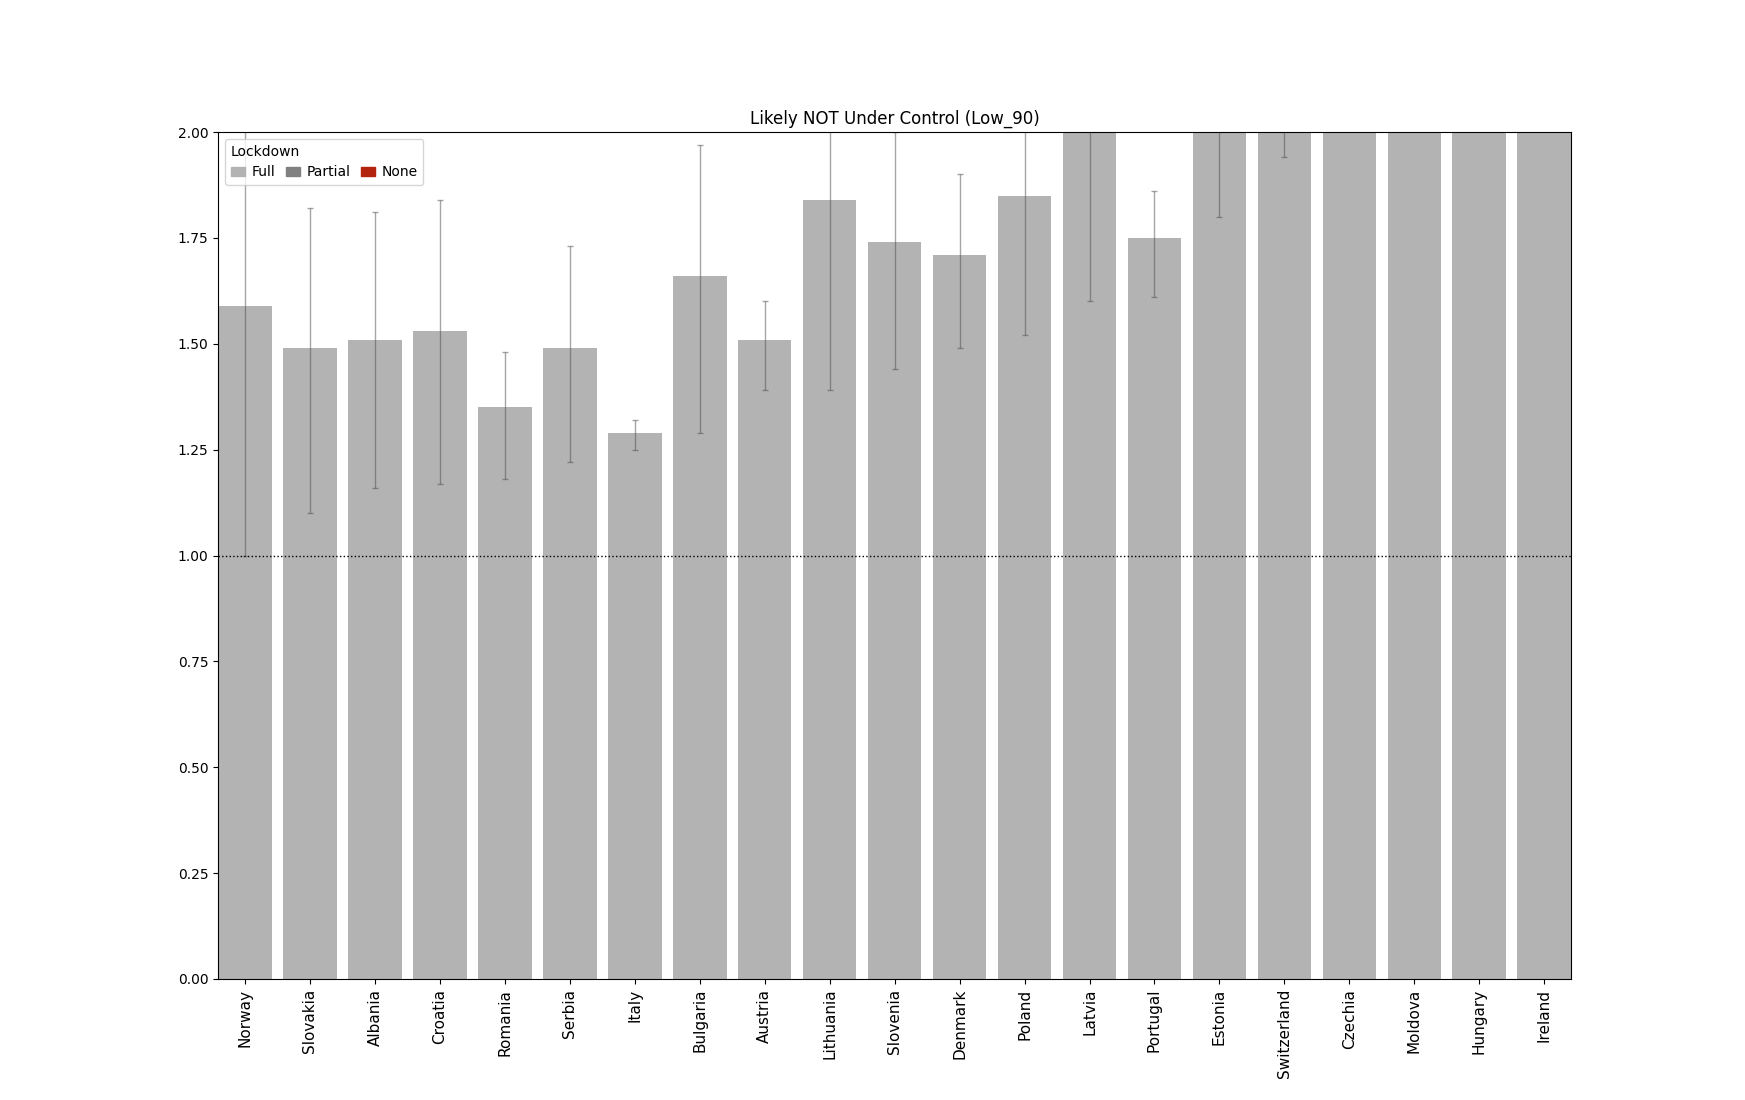 Likely NOT Under Control (Low_90)
2.00
1.75
1.50
1.25
1.00
0.75
0.50
0.25
0.00
Lockdown
Full Partial None
Norway
Slovakia
Albania
Croatia
Romania
Serbia
Italy
Bulgaria
Austria
Lithuania
Slovenia
Denmark
Poland
Latvia
Portugal
Estonia
Switzerland
Czechia
Moldova
Hungary
Ireland